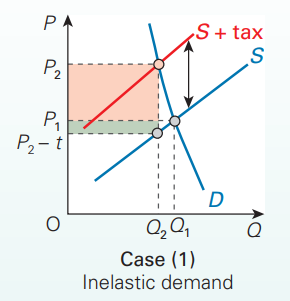 P
S + tax
S
P₂
P₁
P₂ – t
D
O
Q₂ Q₁
Q
Case (1)
Inelastic demand